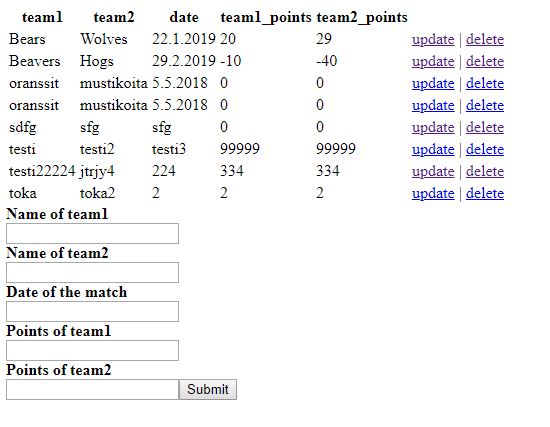 team1 team2 date team1_points team2_points
Bears Wolves 22.1.2019 20 29 update | delete
Beavers Hogs 29.2.2019 -10 -40 update | delete
oranssit mustikoita 5.5.2018 0 0 update | delete
oranssit mustikoita 5.5.2018 0 0 update | delete
sdfg sfg sfg 0 0 update | delete
testi testi2 testi3 99999 99999 update | delete
testi22224 jtrjy4 224 334 334 update | delete
toka toka2 2 2 2 update | delete
Name of team1
Name of team2
Date of the match
Points of team1
Points of team2
Submit